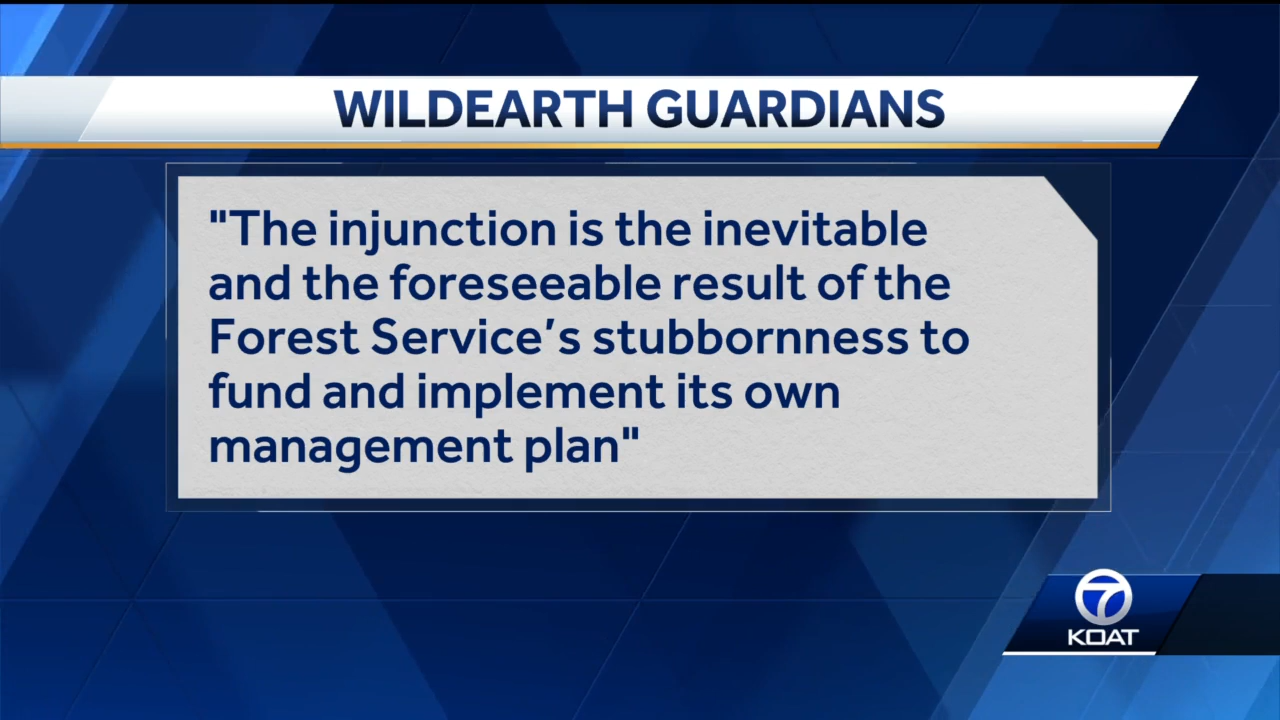 WILDEARTH GUARDIANS
"The injunction is the inevitable
and the foreseeable result of the
Forest Service’s stubbornness to
fund and implement its own
management plan"
7
KOAT